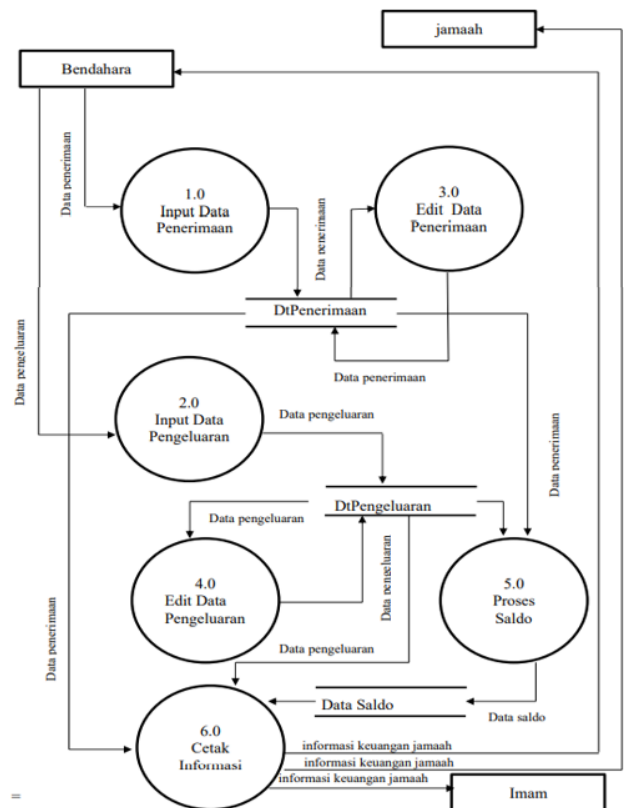 jamaah
Bendahara
Data penerimaan
1.0
Input Data
Penerimaan
Data penerimaan
3.0
Edit Data
Penerimaan
DtPenerimaan
Data penerimaan
Data pengeluaran
2.0
Input Data
Pengeluaran
Data pengeluaran
Data penerimaan
DtPengeluaran
Data pengeluaran
Data pengeluaran
4.0
Edit Data
Pengeluaran
5.0
Proses
Saldo
Data penerimaan
Data pengeluaran
Data Saldo
Data saldo
6.0
Cetak
Informasi
informasi keuangan jamaah
informasi keuangan jamaah
informasi keuangan jamaah
Imam
=